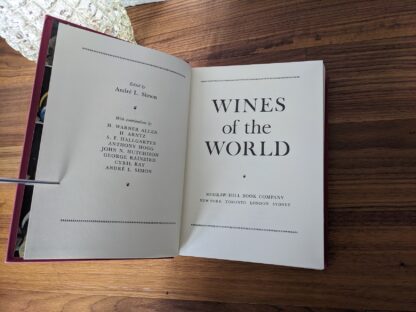 Edited by
André L. Simon
With contributions by
H. WARNER ALLEN
H. ARNTZ
S. F. HALLGARTEN
ANTHONY HOGG
JOHN N. HUTCHISON
GEORGE RAINBIRD
CYRIL RAY
ANDRÉ L. SIMON
WINES
of the
WORLD
McGRAW-HILL BOOK COMPANY
NEW YORK TORONTO LONDON SYDNEY